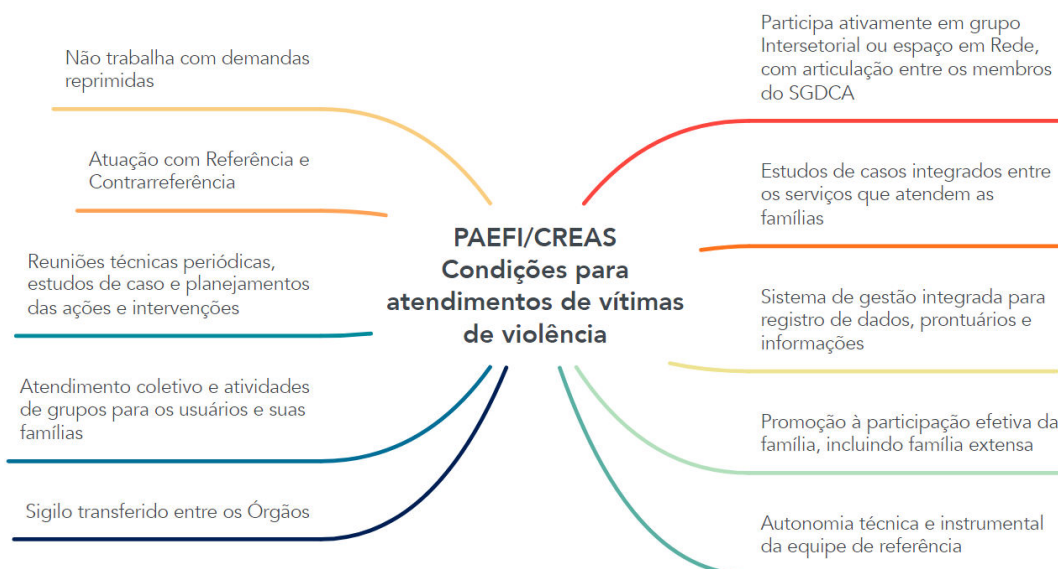 Não trabalha com demandas
reprimidas
Atuação com Referência e
Contrarreferência
Reuniões técnicas periódicas,
estudos de caso e planejamentos
das ações e intervenções
Atendimento coletivo e atividades
de grupos para os usuários e suas
famílias
Sigilo transferido entre os Órgãos
PAEFI/CREAS
Condições para
atendimentos de vítimas
de violência
Participa ativamente em grupo
Intersetorial ou espaço em Rede,
com articulação entre os membros
do SGDCA
Estudos de casos integrados entre
os serviços que atendem as
famílias
Sistema de gestão integrada para
registro de dados, prontuários e
informações
Promoção à participação efetiva da
família, incluindo família extensa
Autonomia técnica e instrumental
da equipe de referência